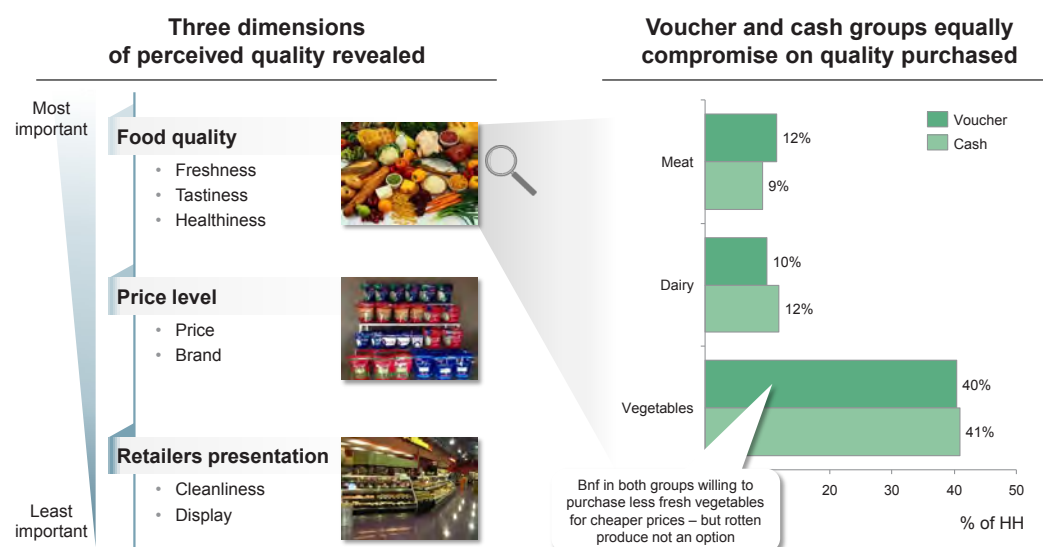 Three dimensions
of perceived quality revealed
Most
important
Food quality
• Freshness
• Tastiness
• Healthiness
Price level
• Price
• Brand
Retailers presentation
• Cleanliness
• Display
Least
important
Voucher and cash groups equally
compromise on quality purchased
Voucher
Cash
Meat
12%
9%
Dairy
10%
12%
Vegetables
40%
41%
20 30 40 50
% of HH
Bnf in both groups willing to
purchase less fresh vegetables
for cheaper prices – but rotten
produce not an option